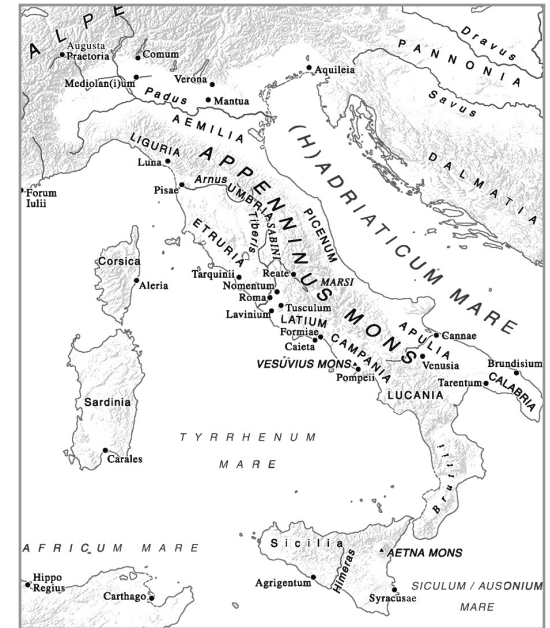 ALPE
Augusta
Praetoria
Comum
Mediolan(i)um
Verona
Padus
Mantua
Aquileia
Dravus
PANNONIA
Savus
DALMATIA
AEMILIA
LIGURIA
Luna
(H)ADRIATICUM MARE
APPENNINUS MONS
Forum
Iulii
Pisae
Arnus
UMBRIA
Tiberis
SABINI
PICENUM
ETRURIA
Corsica
Aleria
Tarquinii
Reate
MARSI
Nomentum
Roma
Tusculum
Lavinium
LATIUM
Formiae
Caieta
CAMPANIA
APULIA
Cannae
VESUVIUS MONS
Venusia
Pompeii
Brundisium
Tarentum
CALABRIA
LUCANIA
Sardinia
Carales
TYRRHENUM
MARE
Bruttii
Sicilia
AETNA MONS
AFRICUM MARE
Himeras
Hippo
Regius
Carthago
Agrigentum
Syracusae
SICULUM / AUSONIUM
MARE